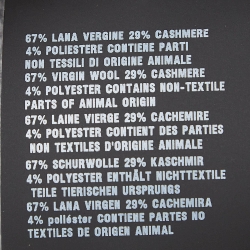 67% LANA VERGINE 29% CASHMERE
4% POLIESTERE CONTIENE PARTI
NON TESSILI DI ORIGINE ANIMALE
67% VIRGIN WOOL 29% CASHMERE
4% POLYESTER CONTAINS NON-TEXTILE
PARTS OF ANIMAL ORIGIN
67% LAINE VIERGE 29% CACHEMIRE
4% POLYESTER CONTIENT DES PARTIES
NON TEXTILES D'ORIGINE ANIMALE
67% SCHURWOLLE 29% KASCHMIR
4% POLYESTER ENTHÄLT NICHTTEXTILE
TEILE TIERISCHEN URSPRUNGS
67% LANA VIRGEN 29% CACHEMIRA
4% poliéster CONTIENE PARTES NO
TEXTILES DE ORIGEN ANIMAL